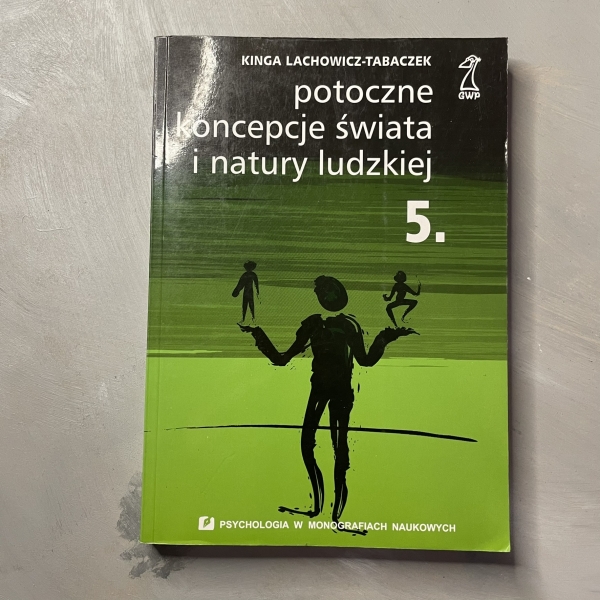 KINGA LACHOWICZ-TABACZEK
GWP
potoczne
koncepcje świata
i natury ludzkiej
5.
PSYCHOLOGIA W MONOGRAFIACH NAUKOWYCH